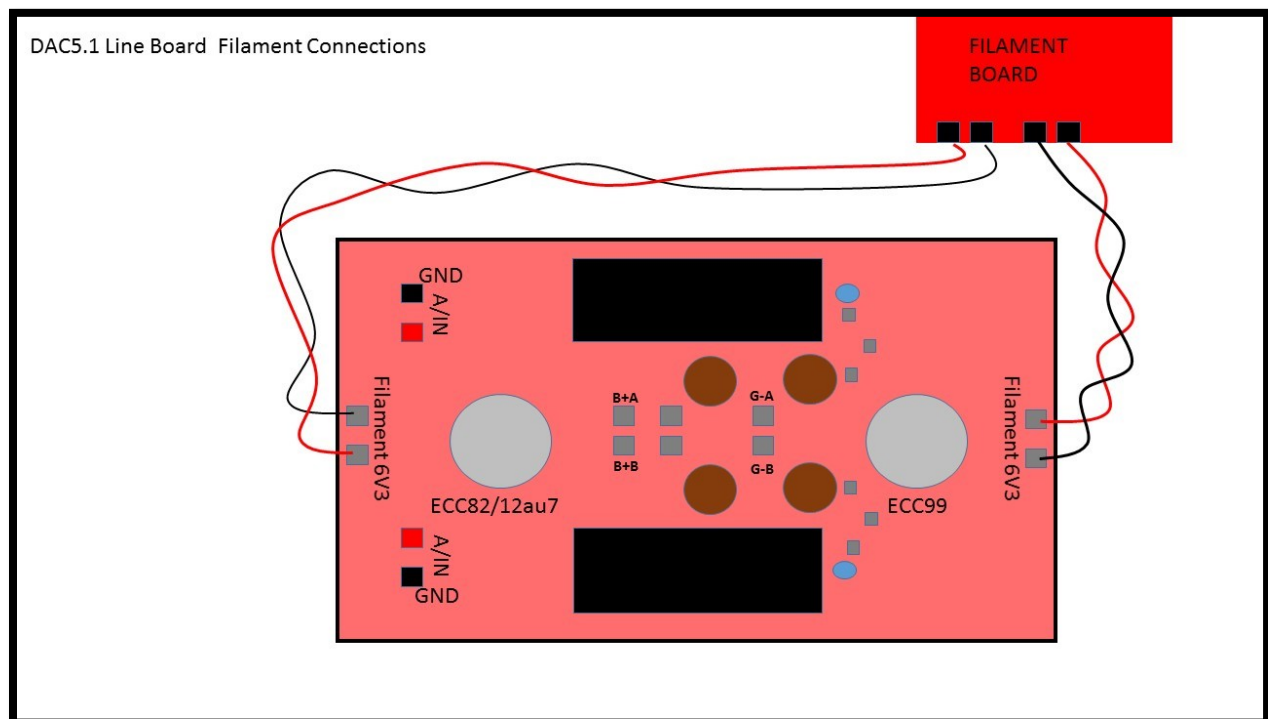 DAC5.1 Line Board  Filament Connections
FILAMENT
BOARD
GND
A/IN
Filament 6V3
B+A
G-A
Filament 6V3
B+B
G-B
ECC82/12au7
ECC99
A/IN
GND